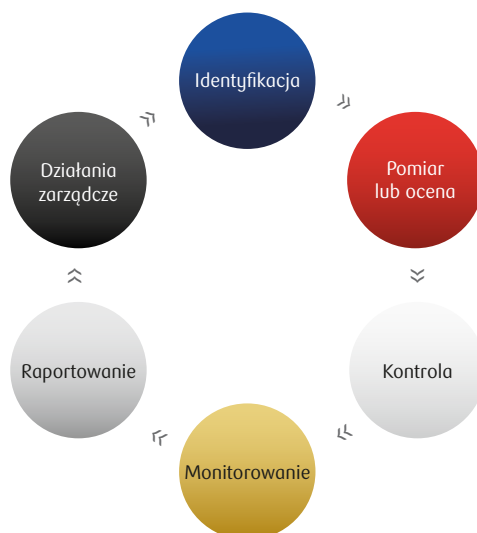 Identyfikacja
Pomiar
lub ocena
Kontrola
Monitorowanie
Raportowanie
Działania
zarządcze